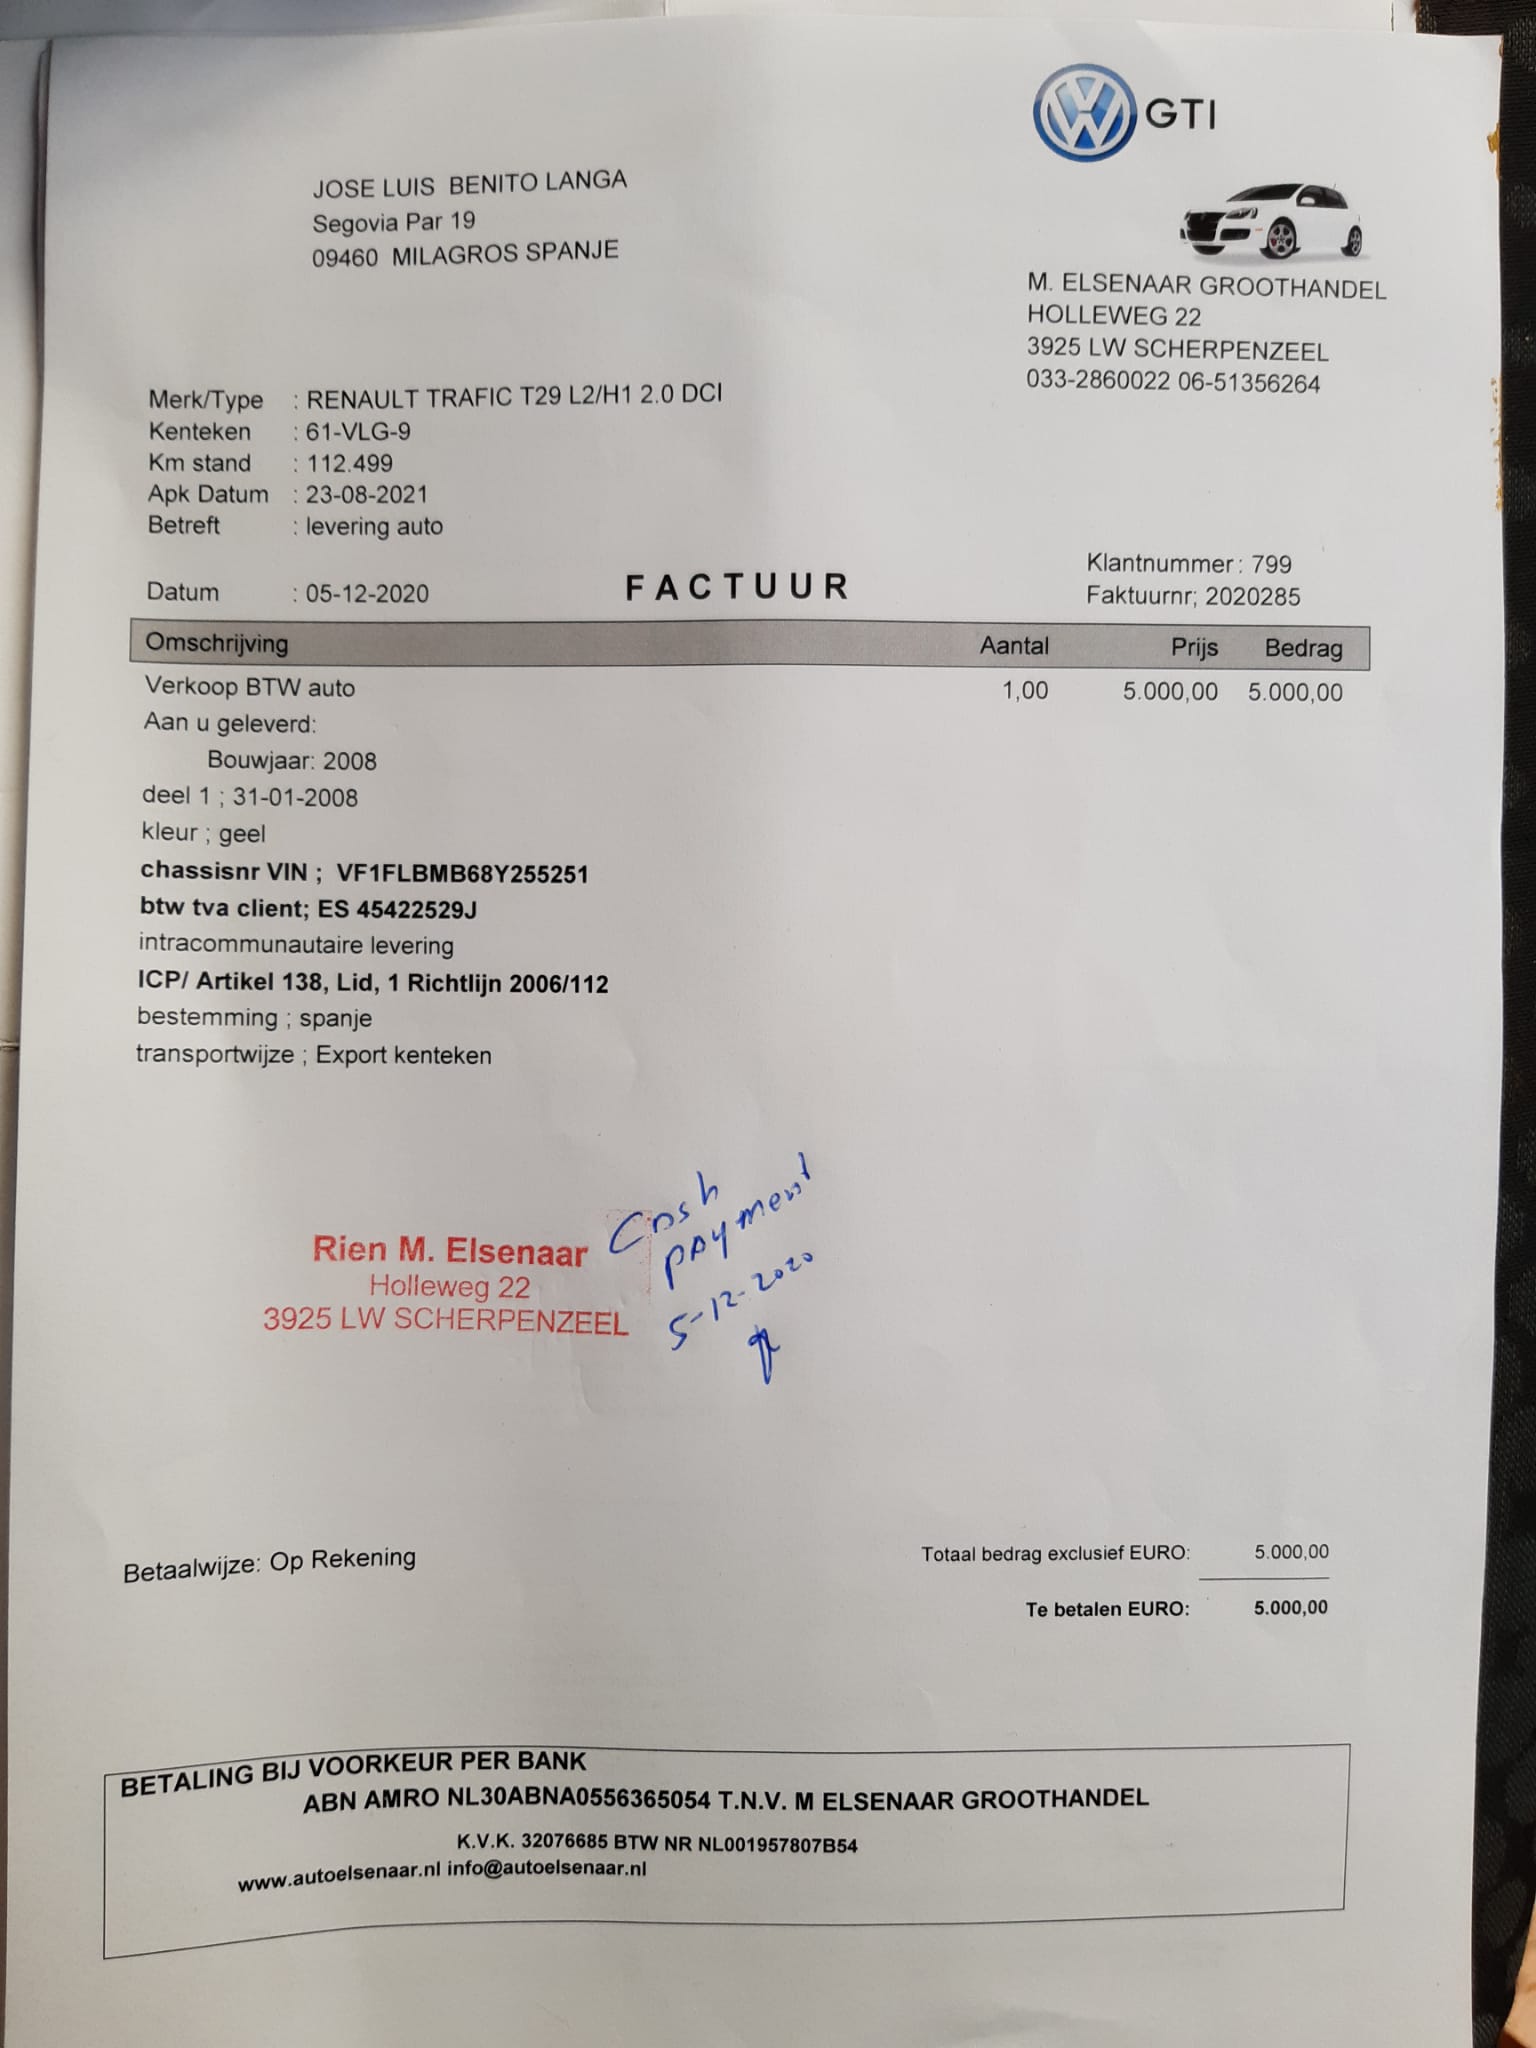 GTI
JOSE LUIS BENITO LANGA
Segovia Par 19
09460 MILAGROS SPANJE
M. ELSENAAR GROOTHANDEL
HOLLEWEG 22
3925 LW SCHERPENZEEL
033-2860022 06-51356264
Merk/Type : RENAULT TRAFIC T29 L2/H1 2.0 DCI
Kenteken : 61-VLG-9
Km stand : 112.499
Apk Datum : 23-08-2021
Betreft : levering auto
Klantnummer : 799
Datum : 05-12-2020 FACTUUR Faktuurnr; 2020285
Omschrijving Aantal Prijs Bedrag
Verkoop BTW auto 1,00 5.000,00 5.000,00
Aan u geleverd:
Bouwjaar: 2008
deel 1 ; 31-01-2008
kleur ; geel
chassisnr VIN ; VF1FLBMB68Y255251
btw tva client; ES 45422529J
intracommunautaire levering
ICP/ Artikel 138, Lid, 1 Richtlijn 2006/112
bestemming ; spanje
transportwijze ; Export kenteken
Rien M. Elsenaar
Holleweg 22
3925 LW SCHERPENZEEL
Cash
payment
5-12-2020
Betaalwijze: Op Rekening
Totaal bedrag exclusief EURO: 5.000,00
Te betalen EURO: 5.000,00
BETALING BIJ VOORKEUR PER BANK
ABN AMRO NL30ABNA0556365054 T.N.V. M ELSENAAR GROOTHANDEL
K.V.K. 32076685 BTW NR NL001957807B54
www.autoelsenaar.nl info@autoelsenaar.nl